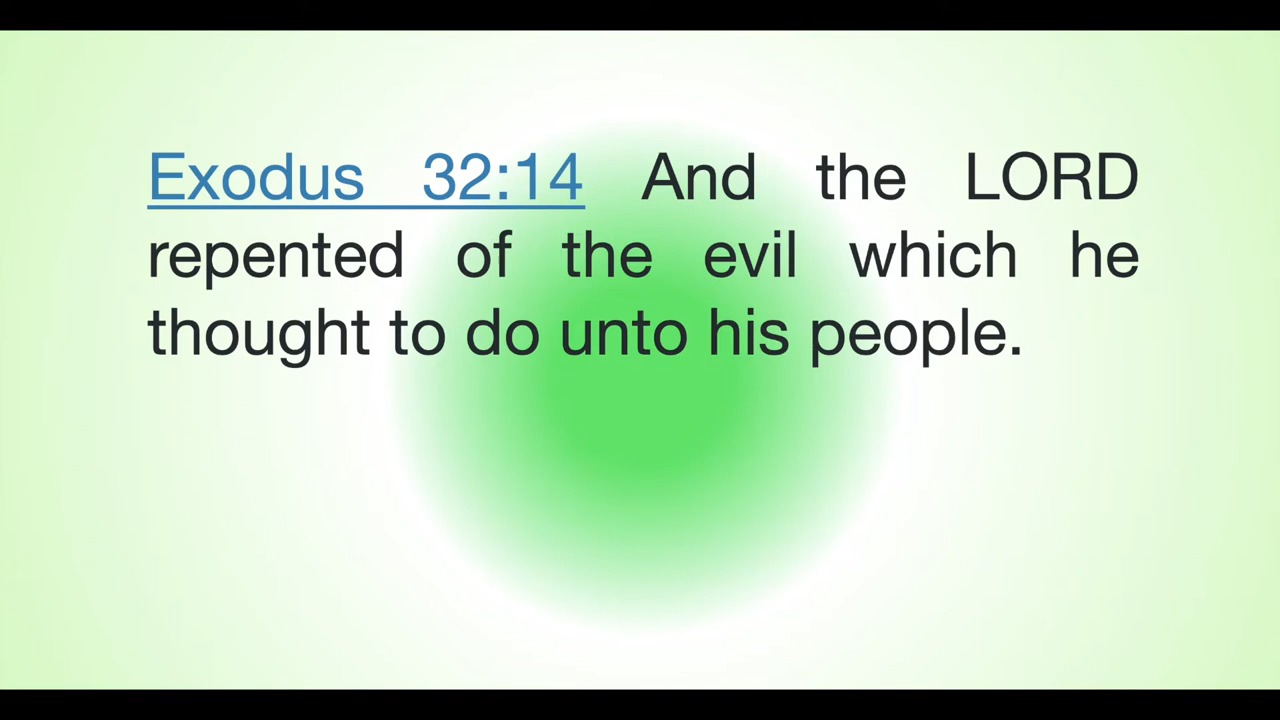 Exodus 32:14 And the LORD
repented of the evil which he
thought to do unto his people.